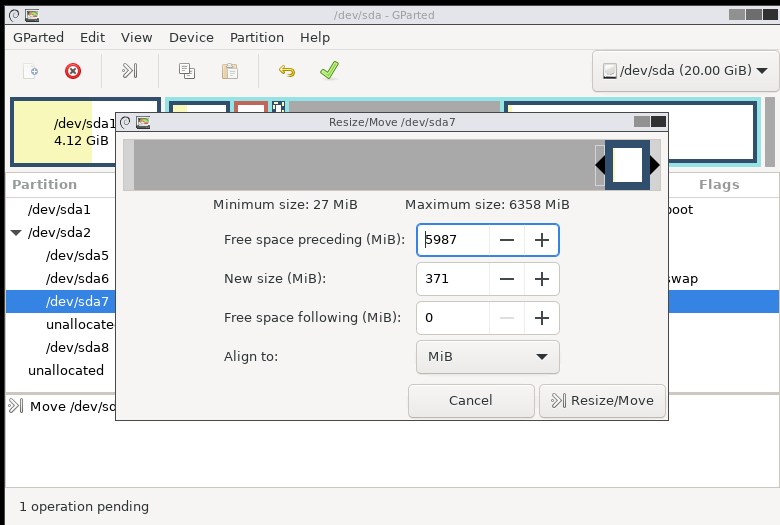 /dev/sda - GParted
GParted Edit View Device Partition Help
/dev/sda (20.00 GiB)
/dev/sda1
4.12 GiB
Resize/Move /dev/sda7
Minimum size: 27 MiB Maximum size: 6358 MiB
Free space preceding (MiB): 5987
New size (MiB): 371
Free space following (MiB): 0
Align to: MiB
Cancel Resize/Move
Partition Flags
/dev/sda1 boot
/dev/sda2
/dev/sda5
/dev/sda6 swap
/dev/sda7
unallocate
/dev/sda8
unallocated
Move /dev/sd
1 operation pending